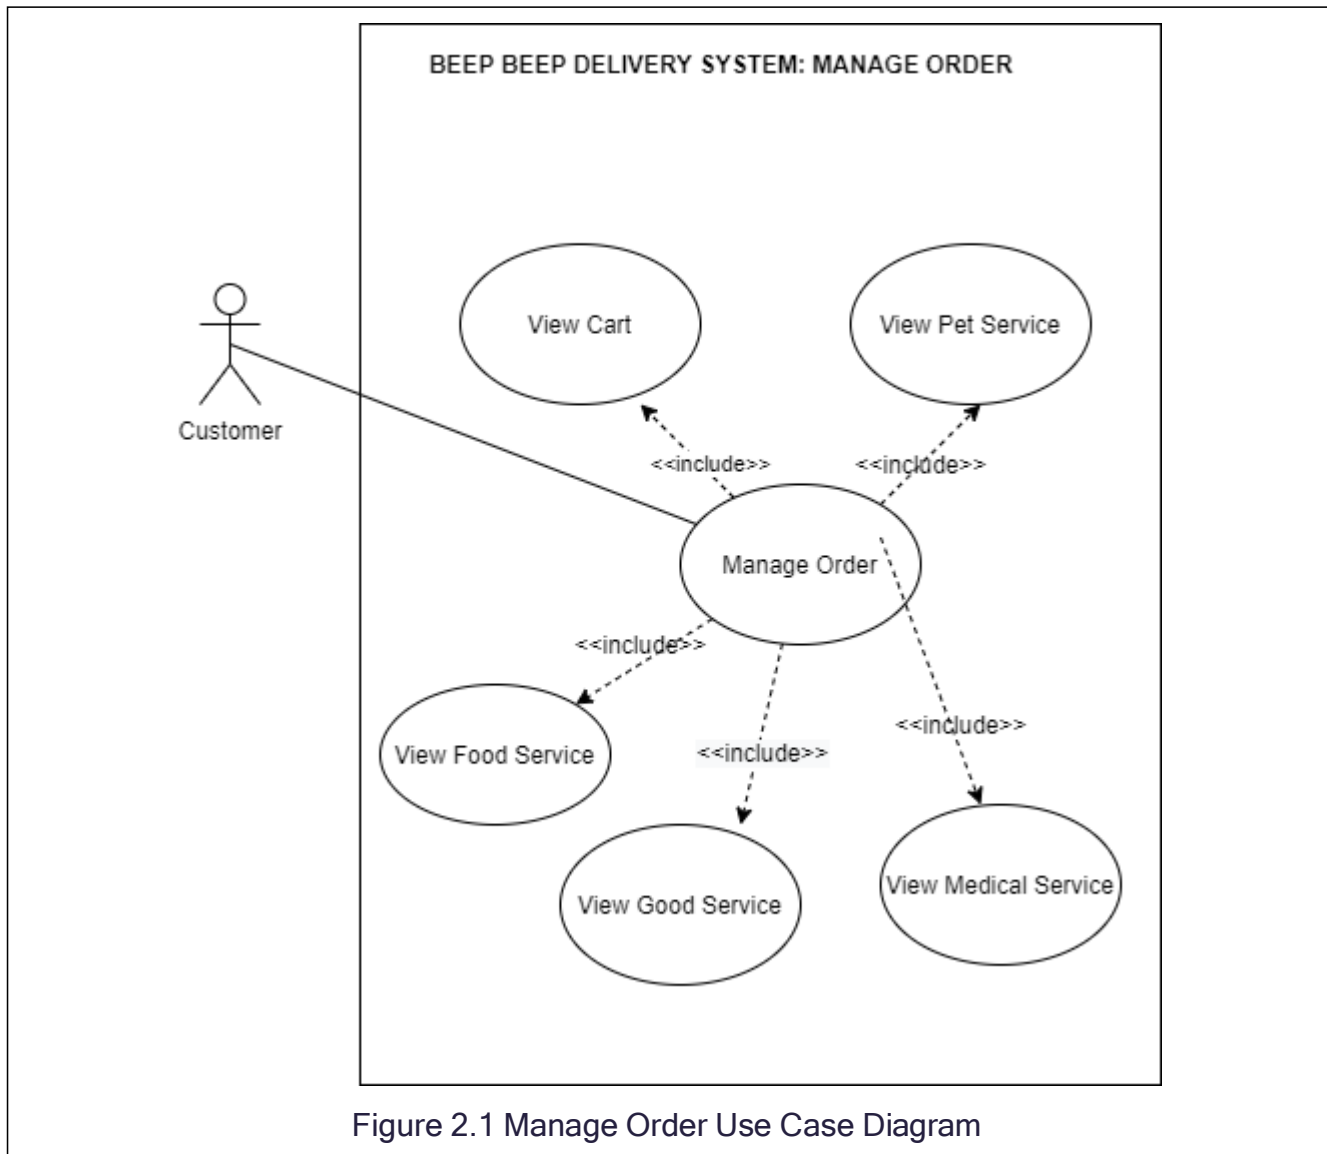 BEEP BEEP DELIVERY SYSTEM: MANAGE ORDER
View Cart
View Pet Service
Customer
<<include>>
<<include>>
Manage Order
<<include>>
<<include>>
<<include>>
View Food Service
View Good Service
View Medical Service
Figure 2.1 Manage Order Use Case Diagram